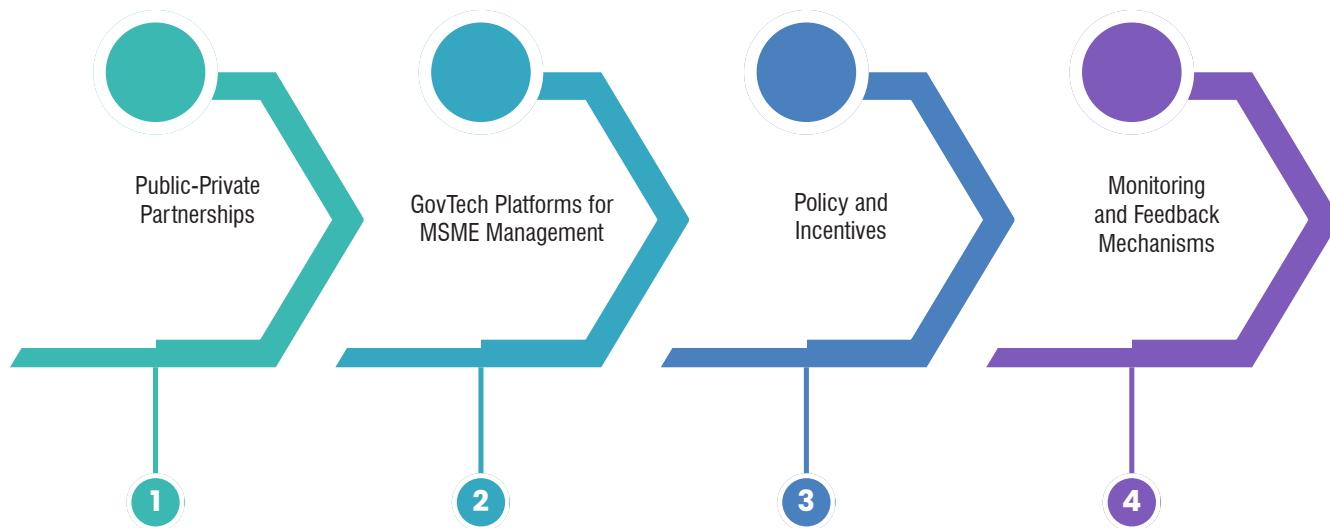 Public-Private
Partnerships
GovTech Platforms for
MSME Management
Policy and
Incentives
Monitoring
and Feedback
Mechanisms
1
2
3
4